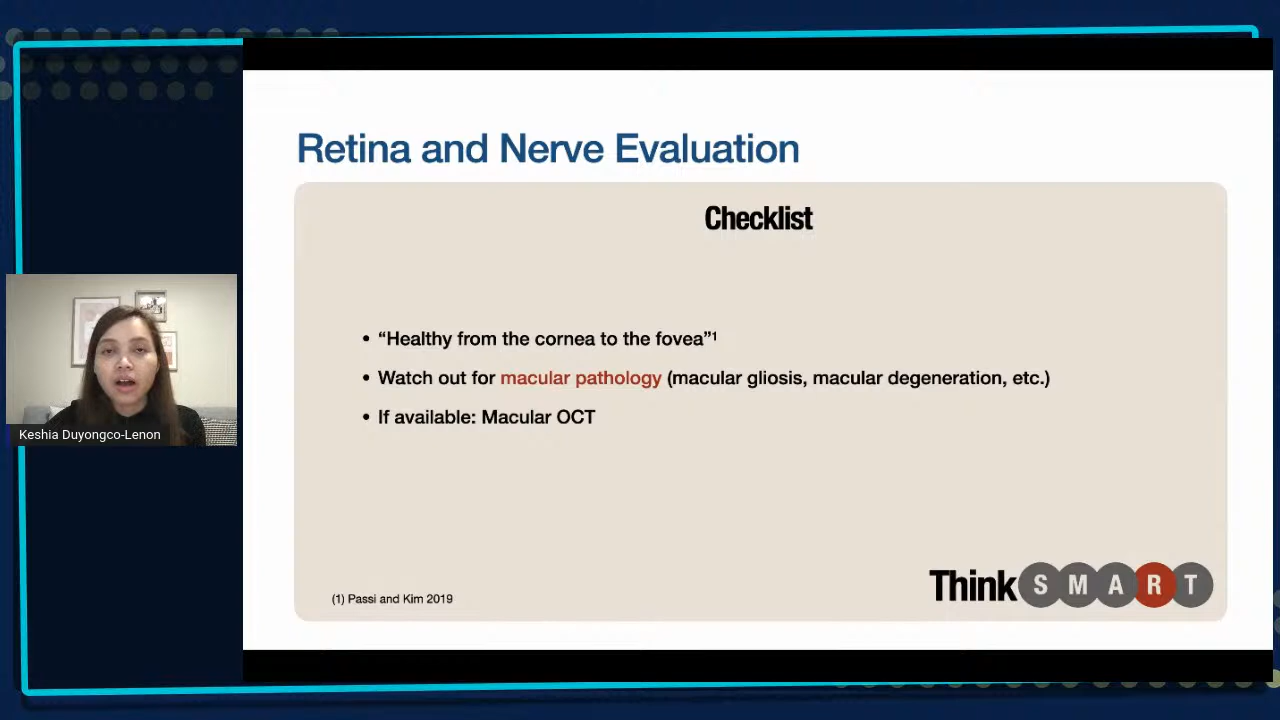 Retina and Nerve Evaluation
Checklist
• “Healthy from the cornea to the fovea”¹
• Watch out for macular pathology (macular gliosis, macular degeneration, etc.)
• If available: Macular OCT
Keshia Duyongco-Lenon
(1) Passi and Kim 2019
Think SMART